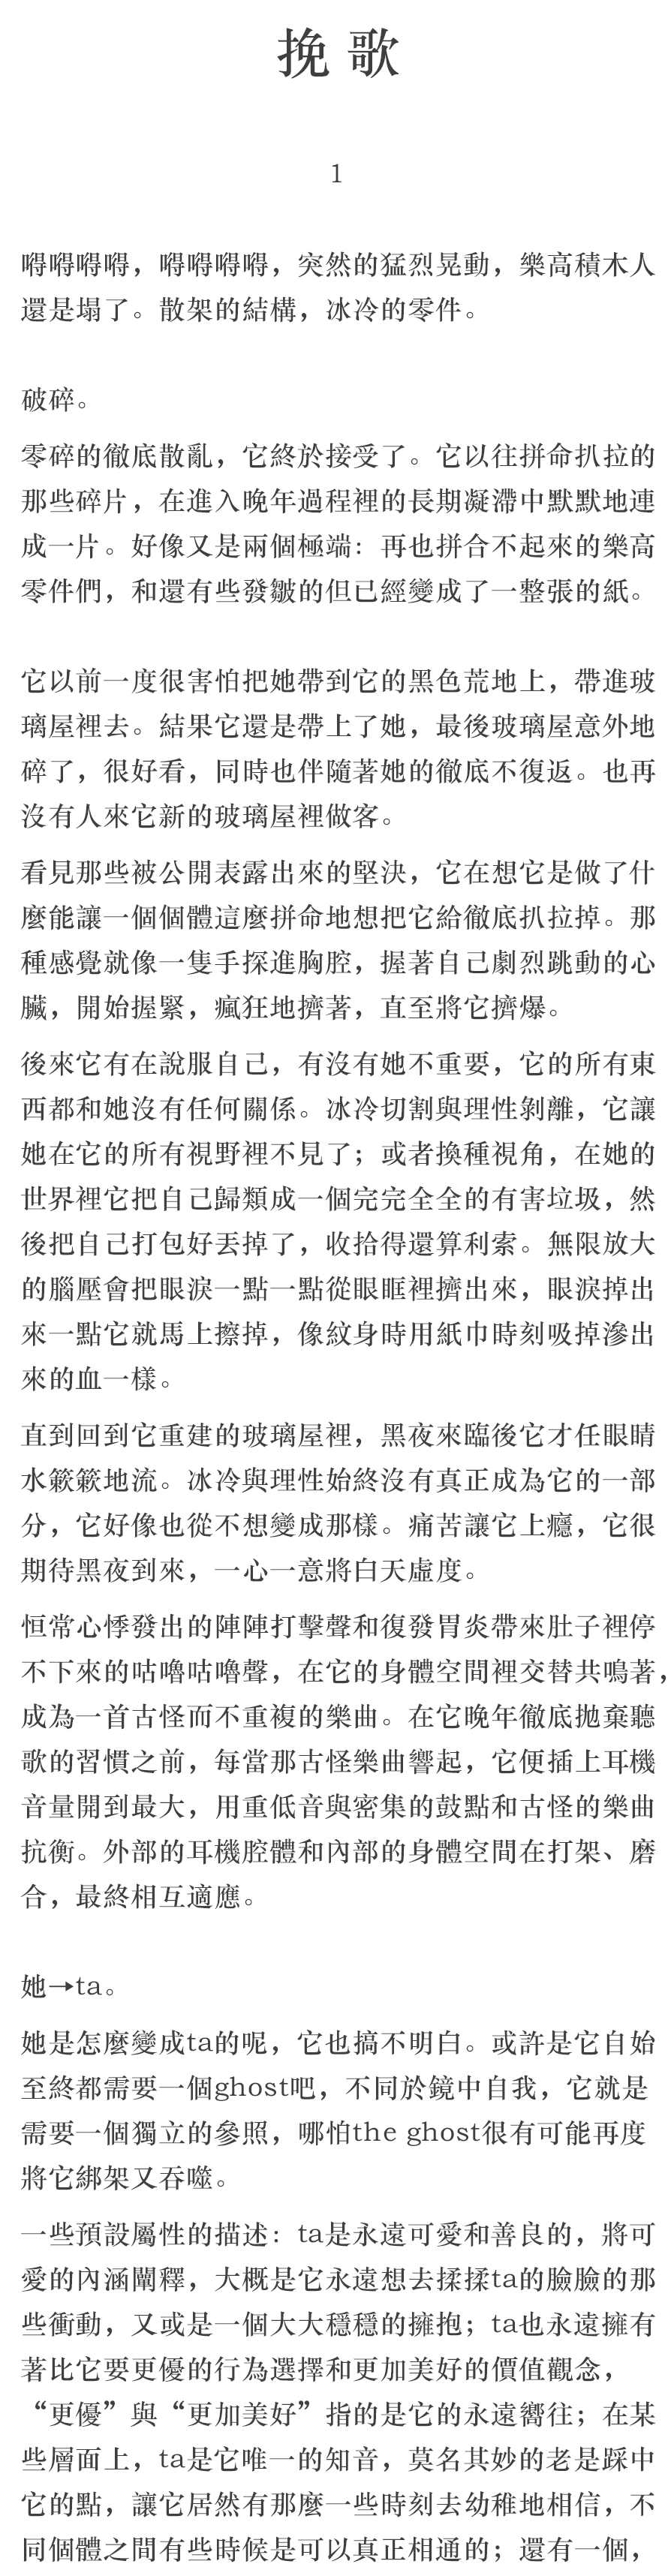 挽歌
1
嘚嘚嘚嘚，嘚嘚嘚嘚，突然的猛烈晃動，樂高積木人
還是塌了。散架的結構，冰冷的零件。
破碎。
零碎的徹底散亂，它終於接受了。它以往拼命扒拉的
那些碎片，在進入晚年過程裡的長期凝滯中默默地連
成一片。好像又是兩個極端：再也拼合不起來的樂高
零件們，和還有些發皺的但已經變成了一整張的紙。
它以前一度很害怕把她帶到它的黑色荒地上，帶進玻
璃屋裡去。結果它還是帶上了她，最後玻璃屋意外地
碎了，很好看，同時也伴隨著她的徹底不復返。也再
沒有人來它新的玻璃屋裡做客。
看見那些被公開表露出來的堅決，它在想它是做了什
麼能讓一個個體這麼拼命地想把它給徹底扒拉掉。那
種感覺就像一隻手探進胸腔，握著自己劇烈跳動的心
臟，開始握緊，瘋狂地擠著，直至將它擠爆。
後來它有在說服自己，有沒有她不重要，它的所有東
西都和她沒有任何關係。冰冷切割與理性剝離，它讓
她在它的所有視野裡不見了；或者換種視角，在她的
世界裡它把自己歸類成一個完完全全的有害垃圾，然
後把自己打包好丟掉了，收拾得還算利索。無限放大
的腦壓會把眼淚一點一點從眼眶裡擠出來，眼淚掉出
來一點它就馬上擦掉，像紋身時用紙巾時刻吸掉滲出
來的血一樣。
直到回到它重建的玻璃屋裡，黑夜來臨後它才任眼睛
水簌簌地流。冰冷與理性始終沒有真正成為它的一部
分，它好像也從不想變成那樣。痛苦讓它上癮，它很
期待黑夜到來，一心一意將白天虛度。
恒常心悸發出的陣陣打擊聲和復發胃炎帶來肚子裡停
不下來的咕嚕咕嚕聲，在它的身體空間裡交替共鳴著，
成為一首古怪而不重複的樂曲。在它晚年徹底拋棄聽
歌的習慣之前，每當那古怪樂曲響起，它便插上耳機
音量開到最大，用重低音與密集的鼓點和古怪的樂曲
抗衡。外部的耳機腔體和內部的身體空間在打架、磨
合，最終相互適應。
她→ta。
她是怎麼變成ta的呢，它也搞不明白。或許是它自始
至終都需要一個ghost吧，不同於鏡中自我，它就是
需要一個獨立的參照，哪怕the ghost很有可能再度
將它綁架又吞噬。
一些預設屬性的描述：ta是永遠可愛和善良的，將可
愛的內涵闡釋，大概是它永遠想去揉揉ta的臉臉的那
些衝動，又或是一個大大穩穩的擁抱；ta也永遠擁有
著比它要更優的行為選擇和更加美好的價值觀念，
“更優”與“更加美好”指的是它的永遠嚮往；在某
些層面上，ta是它唯一的知音，莫名其妙的老是踩中
它的點，讓它居然有那麼一些時刻去幼稚地相信，不
同個體之間有些時候是可以真正相通的；還有一個，